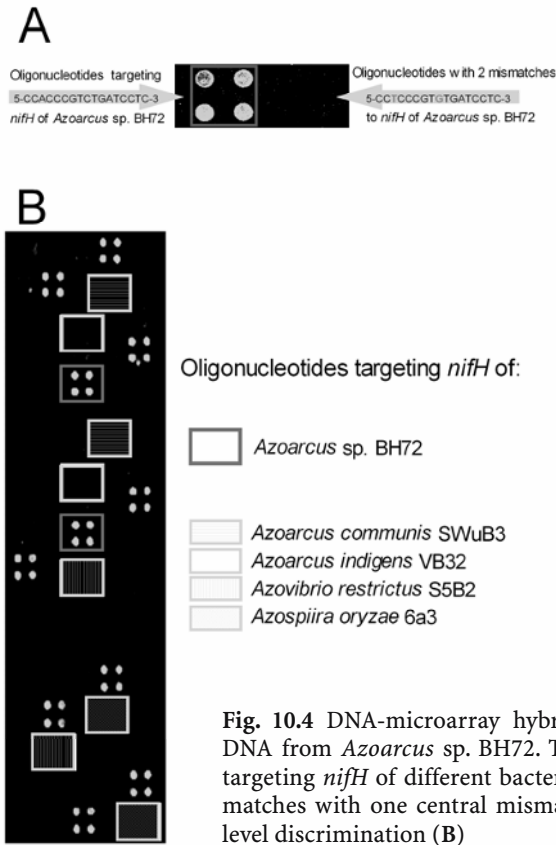 A
Oligonucleotides targeting
5-CCACCCGTCTGATCCTC-3
nifH of Azoarcus sp. BH72
Oligonucleotides with 2 mismatches
5-CCTCCCGTGTGATCCTC-3
to nifH of Azoarcus sp. BH72
B
Oligonucleotides targeting nifH of:
Azoarcus sp. BH72
Azoarcus communis SWuB3
Azoarcus indigens VB32
Azovibrio restrictus S5B2
Azospiira oryzae 6a3
Fig. 10.4 DNA-microarray hybr
DNA from Azoarcus sp. BH72. T
targeting nifH of different bacter
matches with one central misma
level discrimination (B)